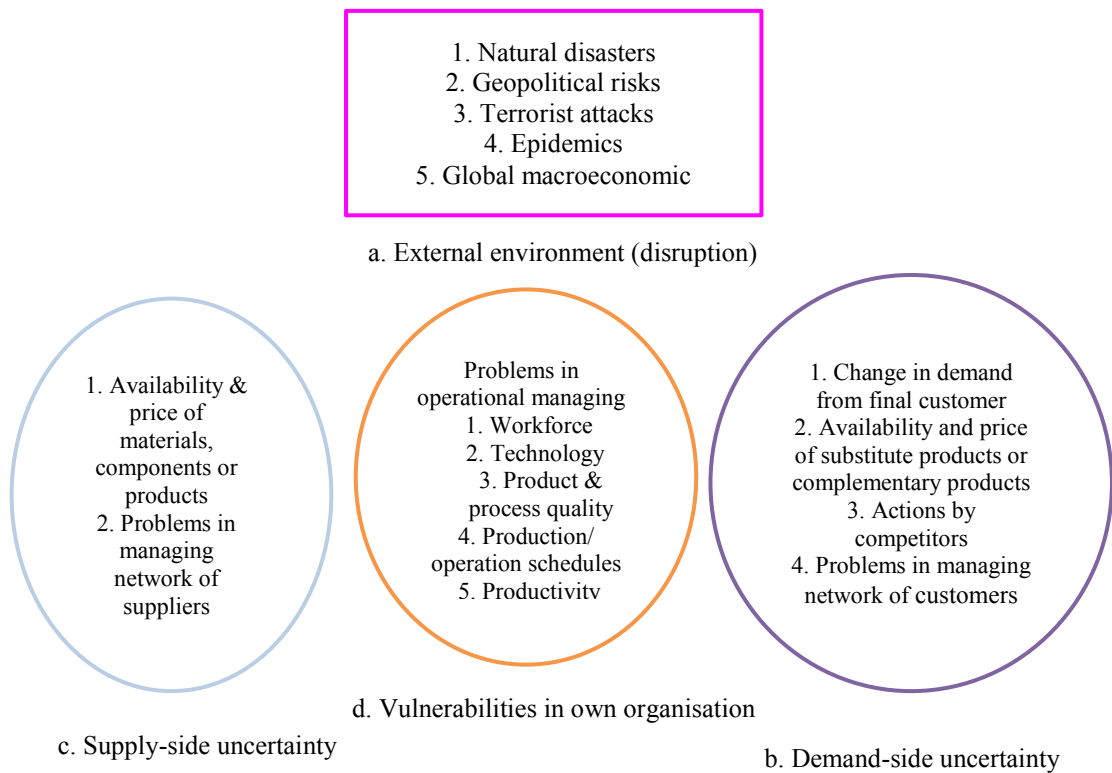 1. Natural disasters
2. Geopolitical risks
3. Terrorist attacks
4. Epidemics
5. Global macroeconomic
a. External environment (disruption)
1. Availability &
price of
materials,
components or
products
2. Problems in
managing
network of
suppliers
Problems in
operational managing
1. Workforce
2. Technology
3. Product &
process quality
4. Production/
operation schedules
5. Productivity
1. Change in demand
from final customer
2. Availability and price
of substitute products or
complementary products
3. Actions by
competitors
4. Problems in managing
network of customers
d. Vulnerabilities in own organisation
c. Supply-side uncertainty
b. Demand-side uncertainty